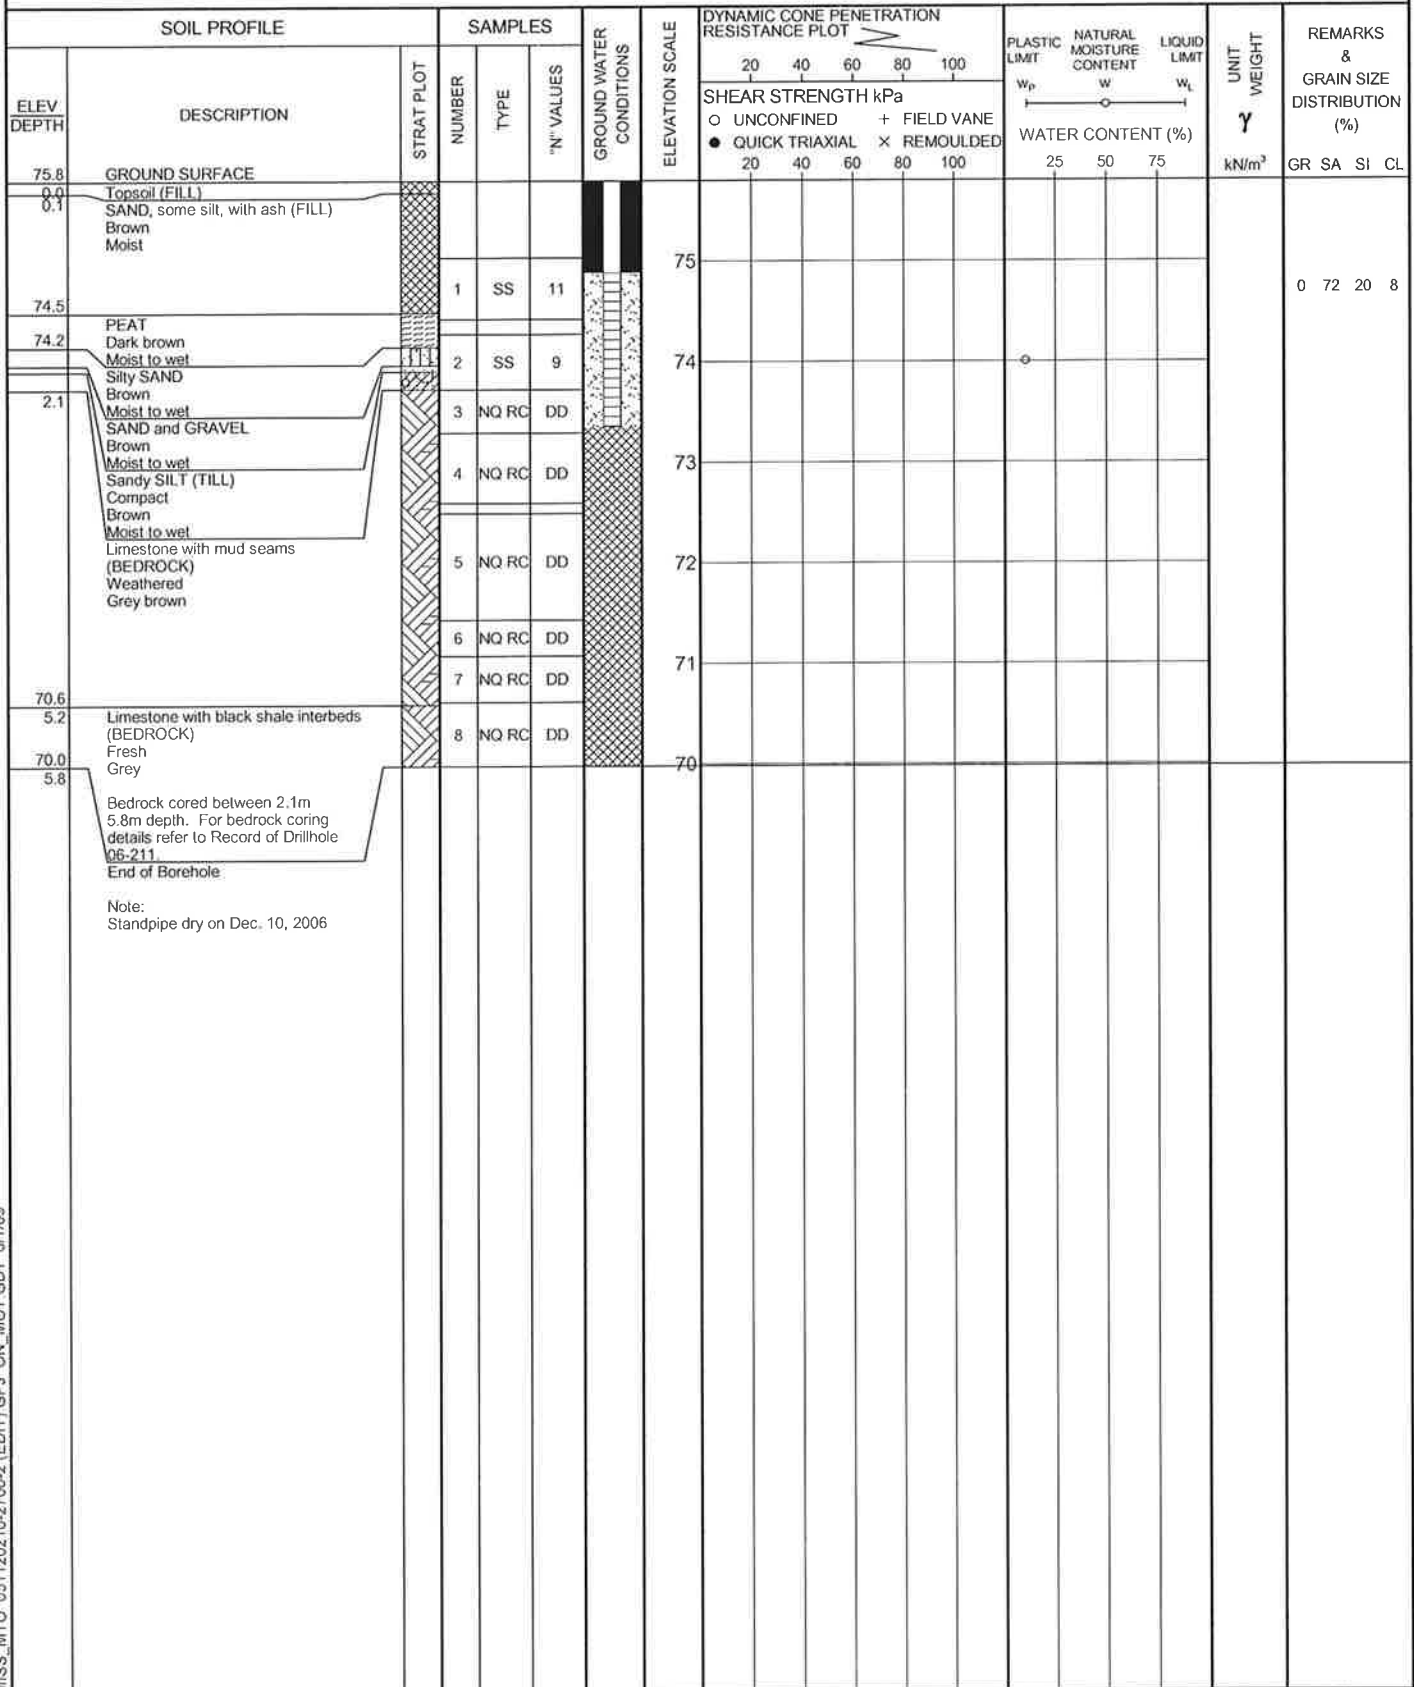 SOIL PROFILE
SAMPLES
GROUND WATER
CONDITIONS
ELEVATION SCALE
DYNAMIC CONE PENETRATION
RESISTANCE PLOT
20 40 60 80 100
SHEAR STRENGTH kPa
○ UNCONFINED + FIELD VANE
● QUICK TRIAXIAL × REMOULDED
20 40 60 80 100
PLASTIC
LIMIT
NATURAL
MOISTURE
CONTENT
LIQUID
LIMIT
WP W WL
WATER CONTENT (%)
25 50 75
UNIT
WEIGHT
γ
kN/m³
REMARKS
&
GRAIN SIZE
DISTRIBUTION
(%)
GR SA SI CL
ELEV
DEPTH
DESCRIPTION
STRAT PLOT
NUMBER
TYPE
"N" VALUES
75.8 GROUND SURFACE
0.0 Topsoil (FILL)
0.1 SAND, some silt, with ash (FILL)
Brown
Moist
75
1 SS 11
0 72 20 8
74.5
PEAT
74.2 Dark brown
Moist to wet
2 SS 9
74
Silty SAND
Brown
2.1 Moist to wet
3 NQ RC DD
SAND and GRAVEL
Brown
Moist to wet
73
4 NQ RC DD
Sandy SILT (TILL)
Compact
Brown
Moist to wet
Limestone with mud seams
(BEDROCK)
Weathered
Grey brown
5 NQ RC DD
72
6 NQ RC DD
71
7 NQ RC DD
70.6
5.2 Limestone with black shale interbeds
(BEDROCK)
Fresh
Grey
8 NQ RC DD
70.0
5.8
70
Bedrock cored between 2.1m
5.8m depth. For bedrock coring
details refer to Record of Drillhole
06-211.
End of Borehole
Note:
Standpipe dry on Dec. 10, 2006